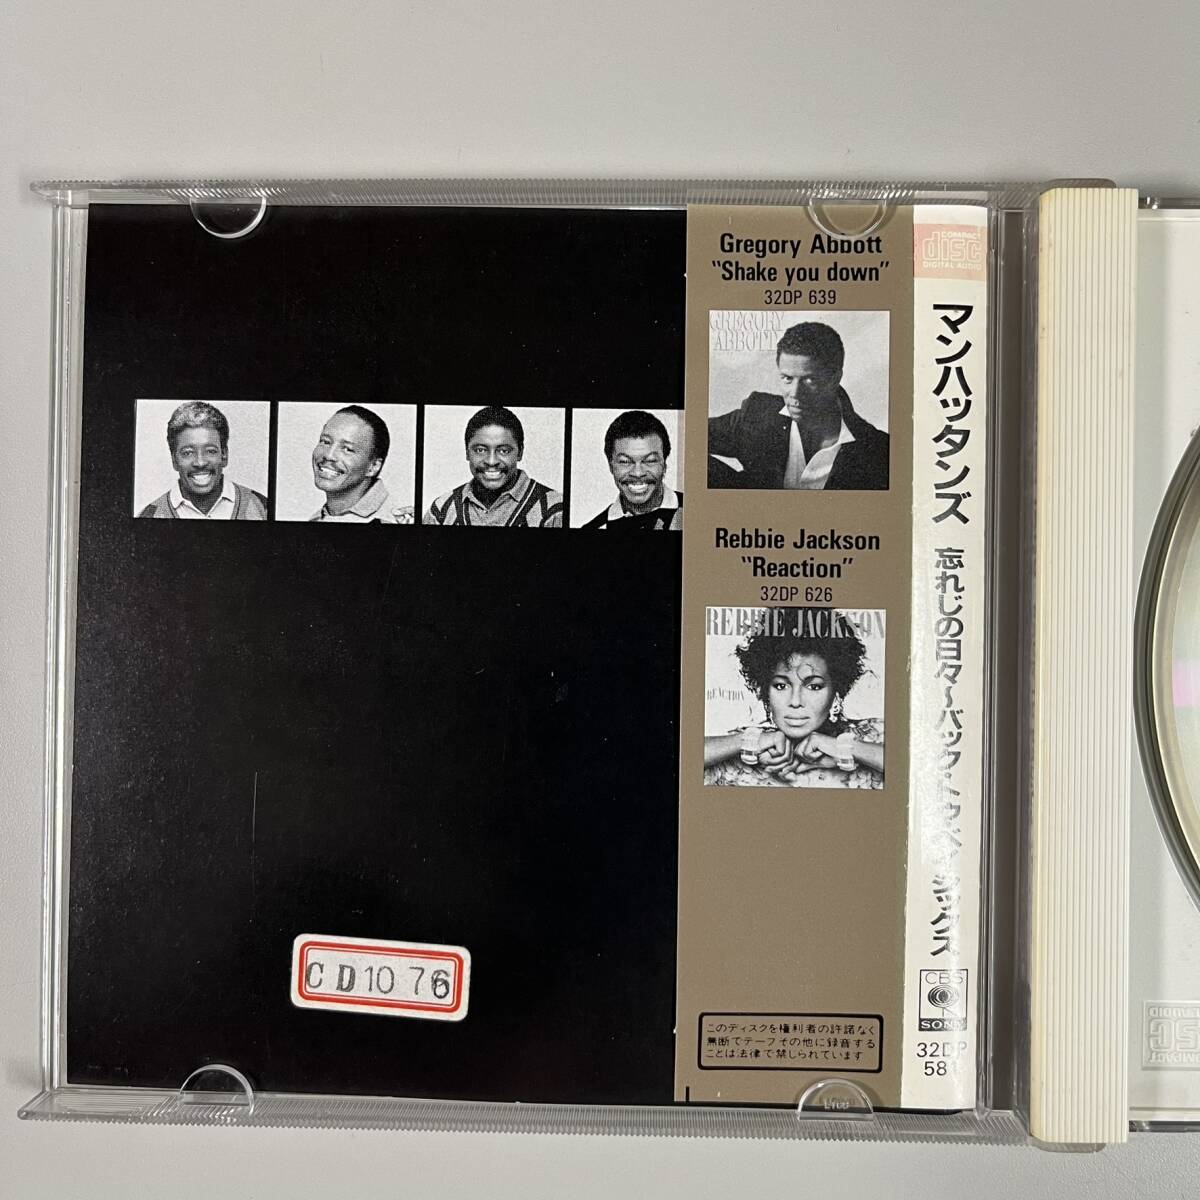 Gregory Abbott
"Shake you down"
32DP 639
GREGORY
ABBOTT
Rebbie Jackson
"Reaction"
32DP 626
REBBIE JACKSON
REACTION
このディスクを権利者の許諾なく
無断でテープその他に録音する
ことは法律で禁じられています
COMPACT
disc
DIGITAL AUDIO
マンハッタンズ
忘れじの日々～バック・トゥ・ベイシックス
CBS
SONY
32DP
581
CD1076